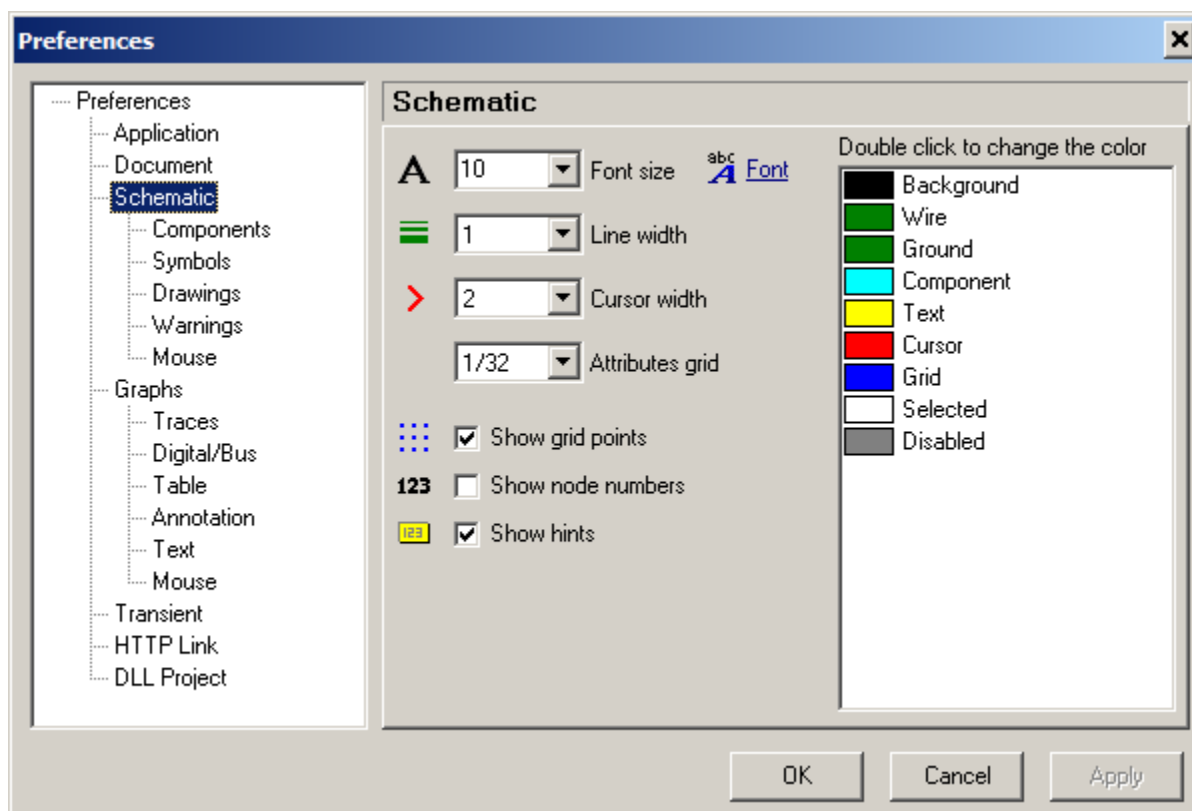 Preferences
Preferences
Application
Document
Schematic
Components
Symbols
Drawings
Warnings
Mouse
Graphs
Traces
Digital/Bus
Table
Annotation
Text
Mouse
Transient
HTTP Link
DLL Project
Schematic
A 10 Font size abc A Font
1 Line width
2 Cursor width
1/32 Attributes grid
Show grid points
123 Show node numbers
123 Show hints
Double click to change the color
Background
Wire
Ground
Component
Text
Cursor
Grid
Selected
Disabled
OK Cancel Apply